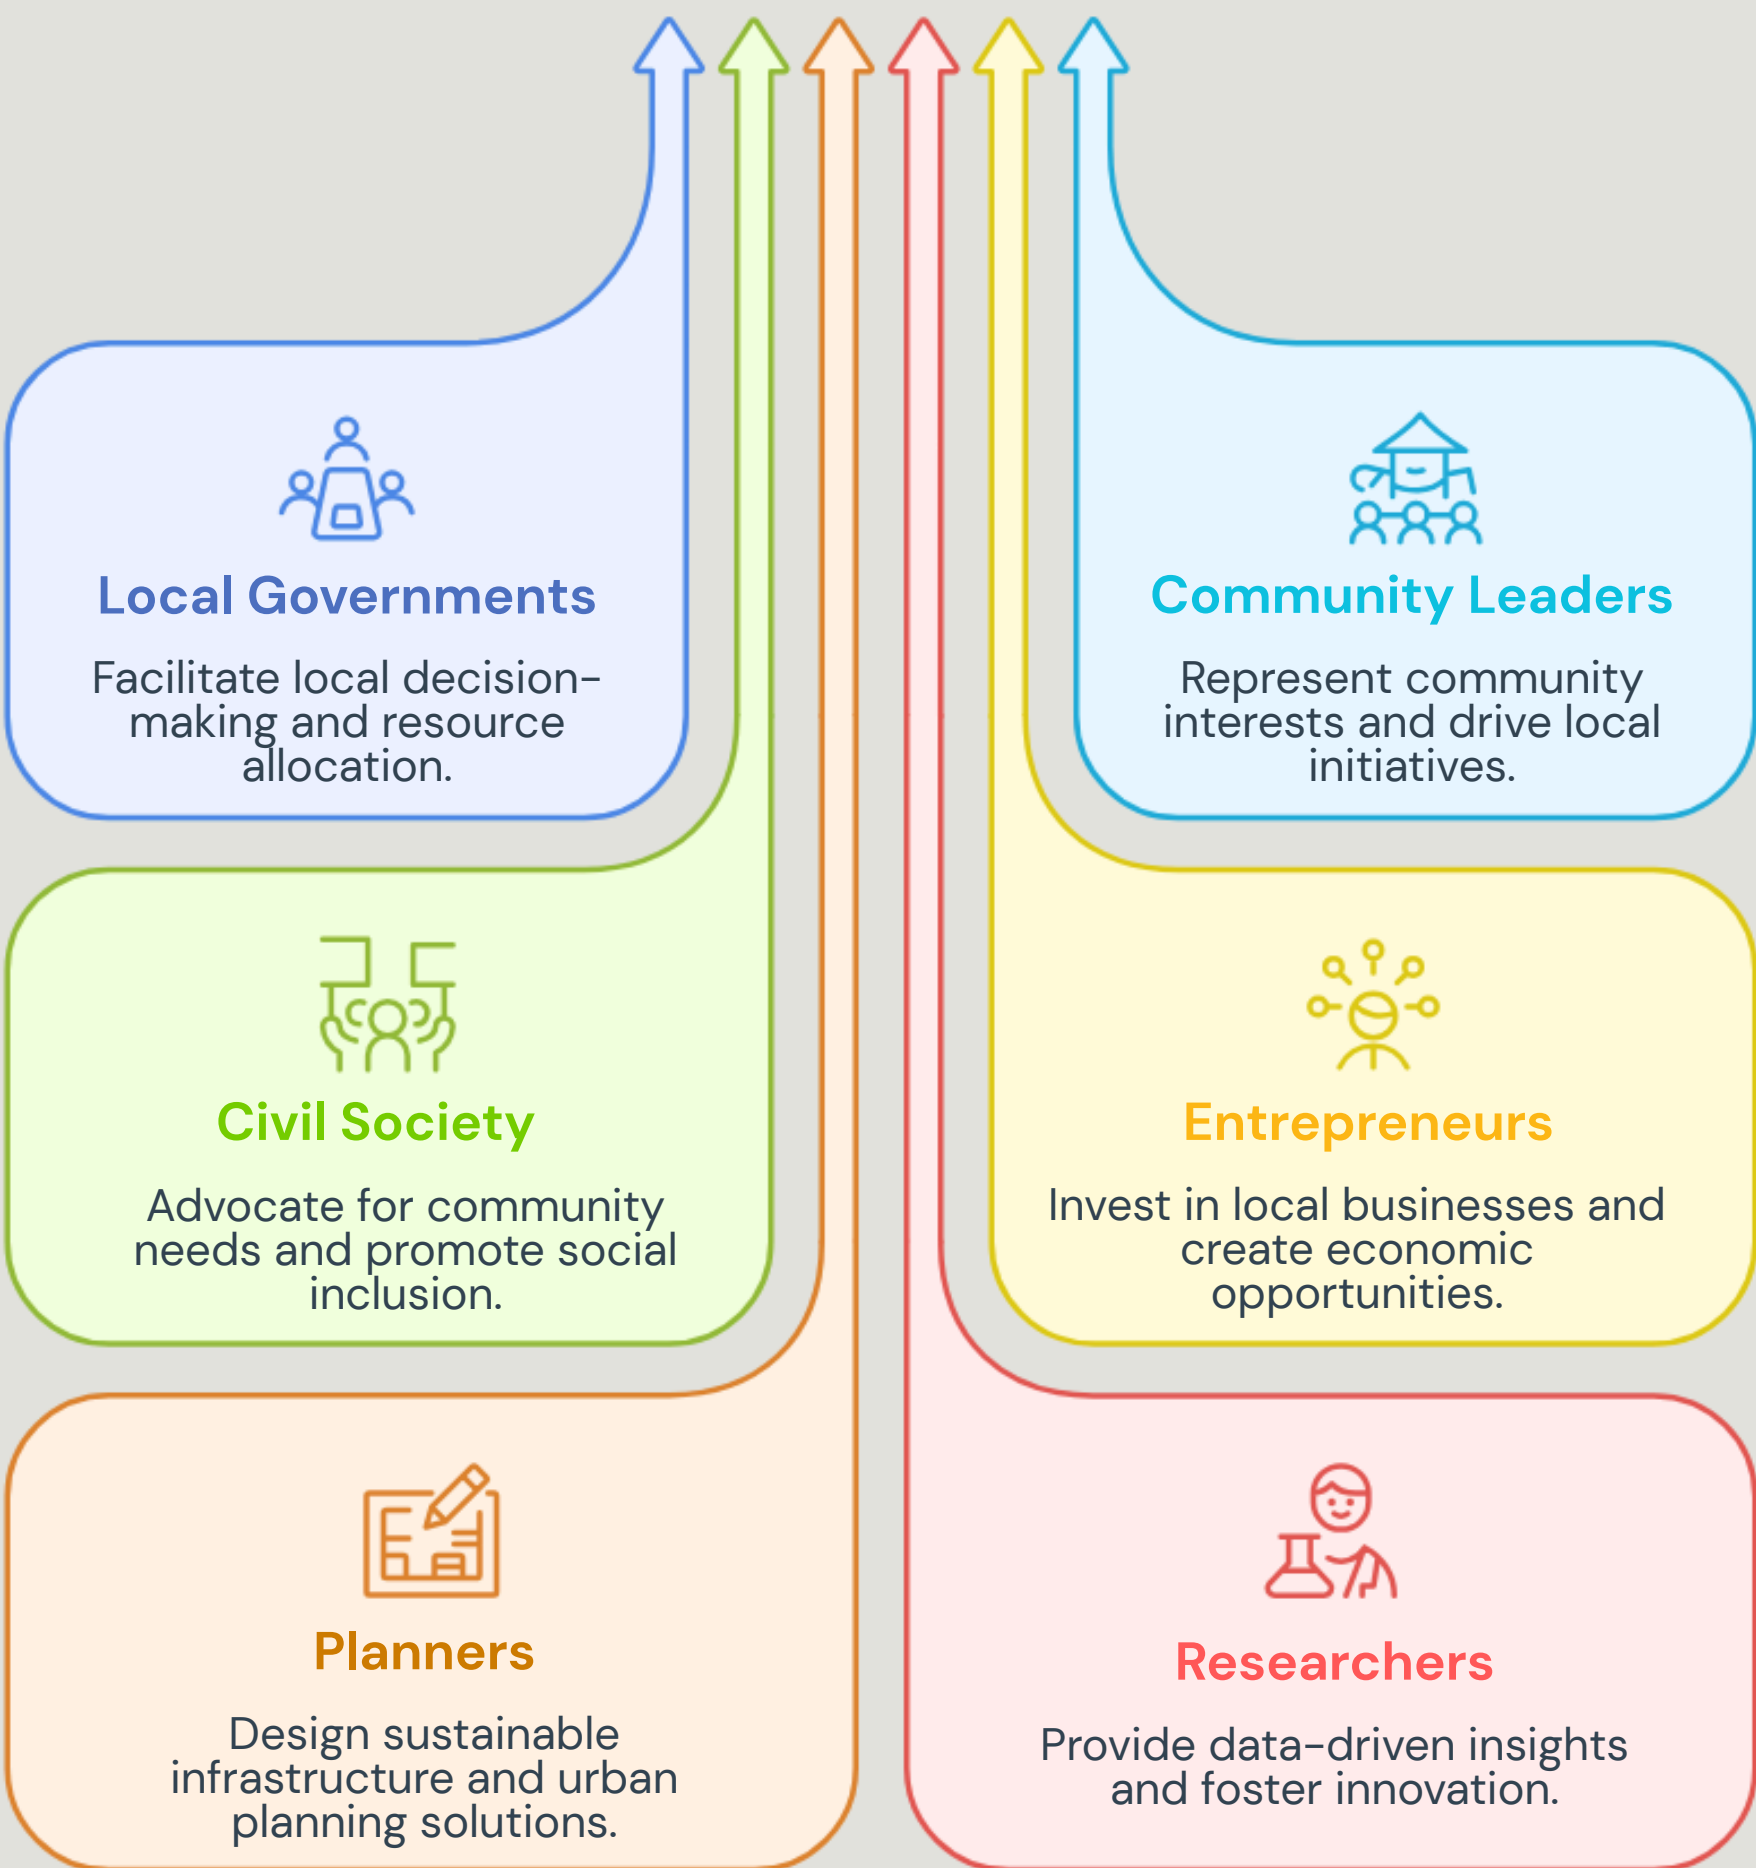 Local Governments
Facilitate local decision-
making and resource
allocation.
Community Leaders
Represent community
interests and drive local
initiatives.
Civil Society
Advocate for community
needs and promote social
inclusion.
Entrepreneurs
Invest in local businesses and
create economic
opportunities.
Planners
Design sustainable
infrastructure and urban
planning solutions.
Researchers
Provide data-driven insights
and foster innovation.